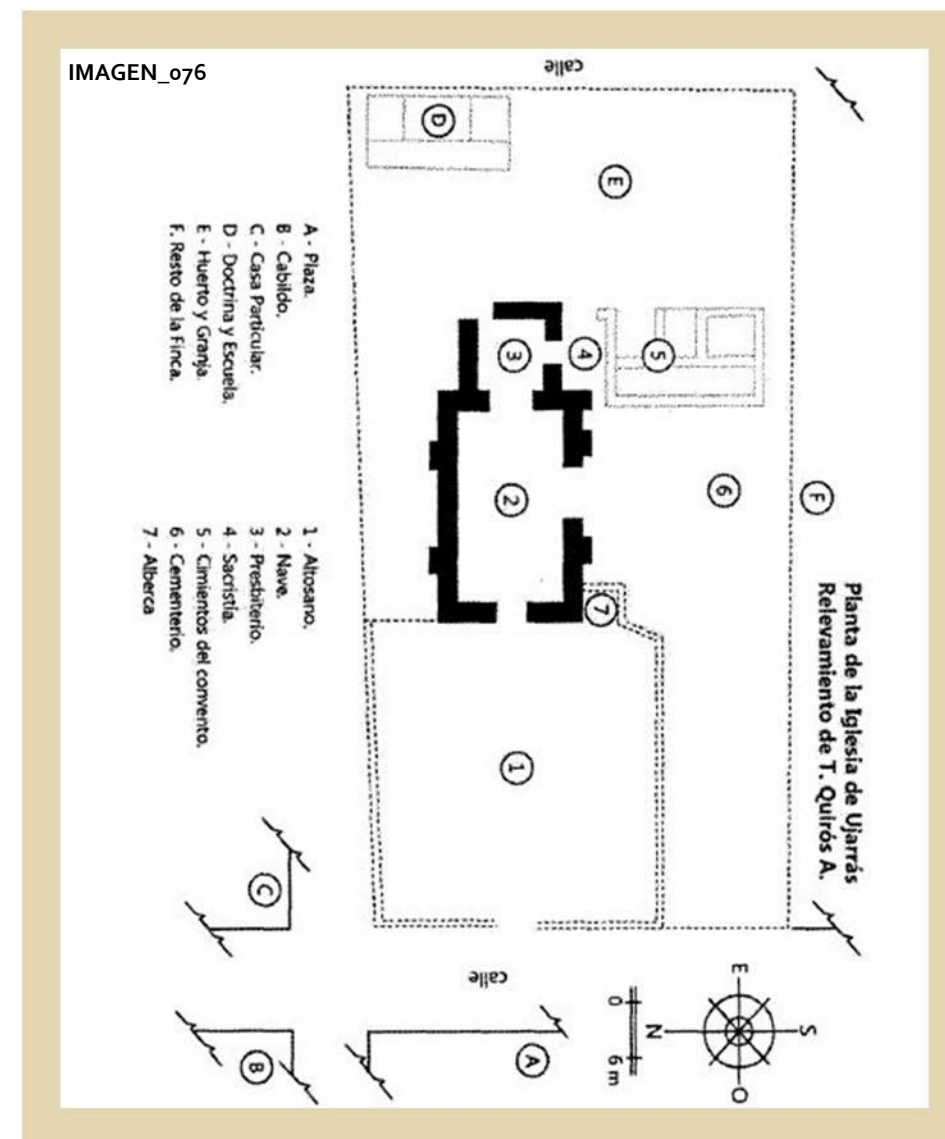 IMAGEN_076
calle
D
E
A - Plaza.
B - Cabildo.
C - Casa Particular.
D - Doctrina y Escuela.
E - Huerto y Granja.
F. Resto de la Finca.
3
4
5
2
6
F
1 - Altosano.
2 - Nave.
3 - Presbiterio.
4 - Sacristía.
5 - Cimientos del convento.
6 - Cementerio.
7 - Alberca
7
Planta de la Iglesia de Ujarrás
Relevamiento de T. Quirós A.
1
C
calle
B
A
0 6 m
E
N
S
O